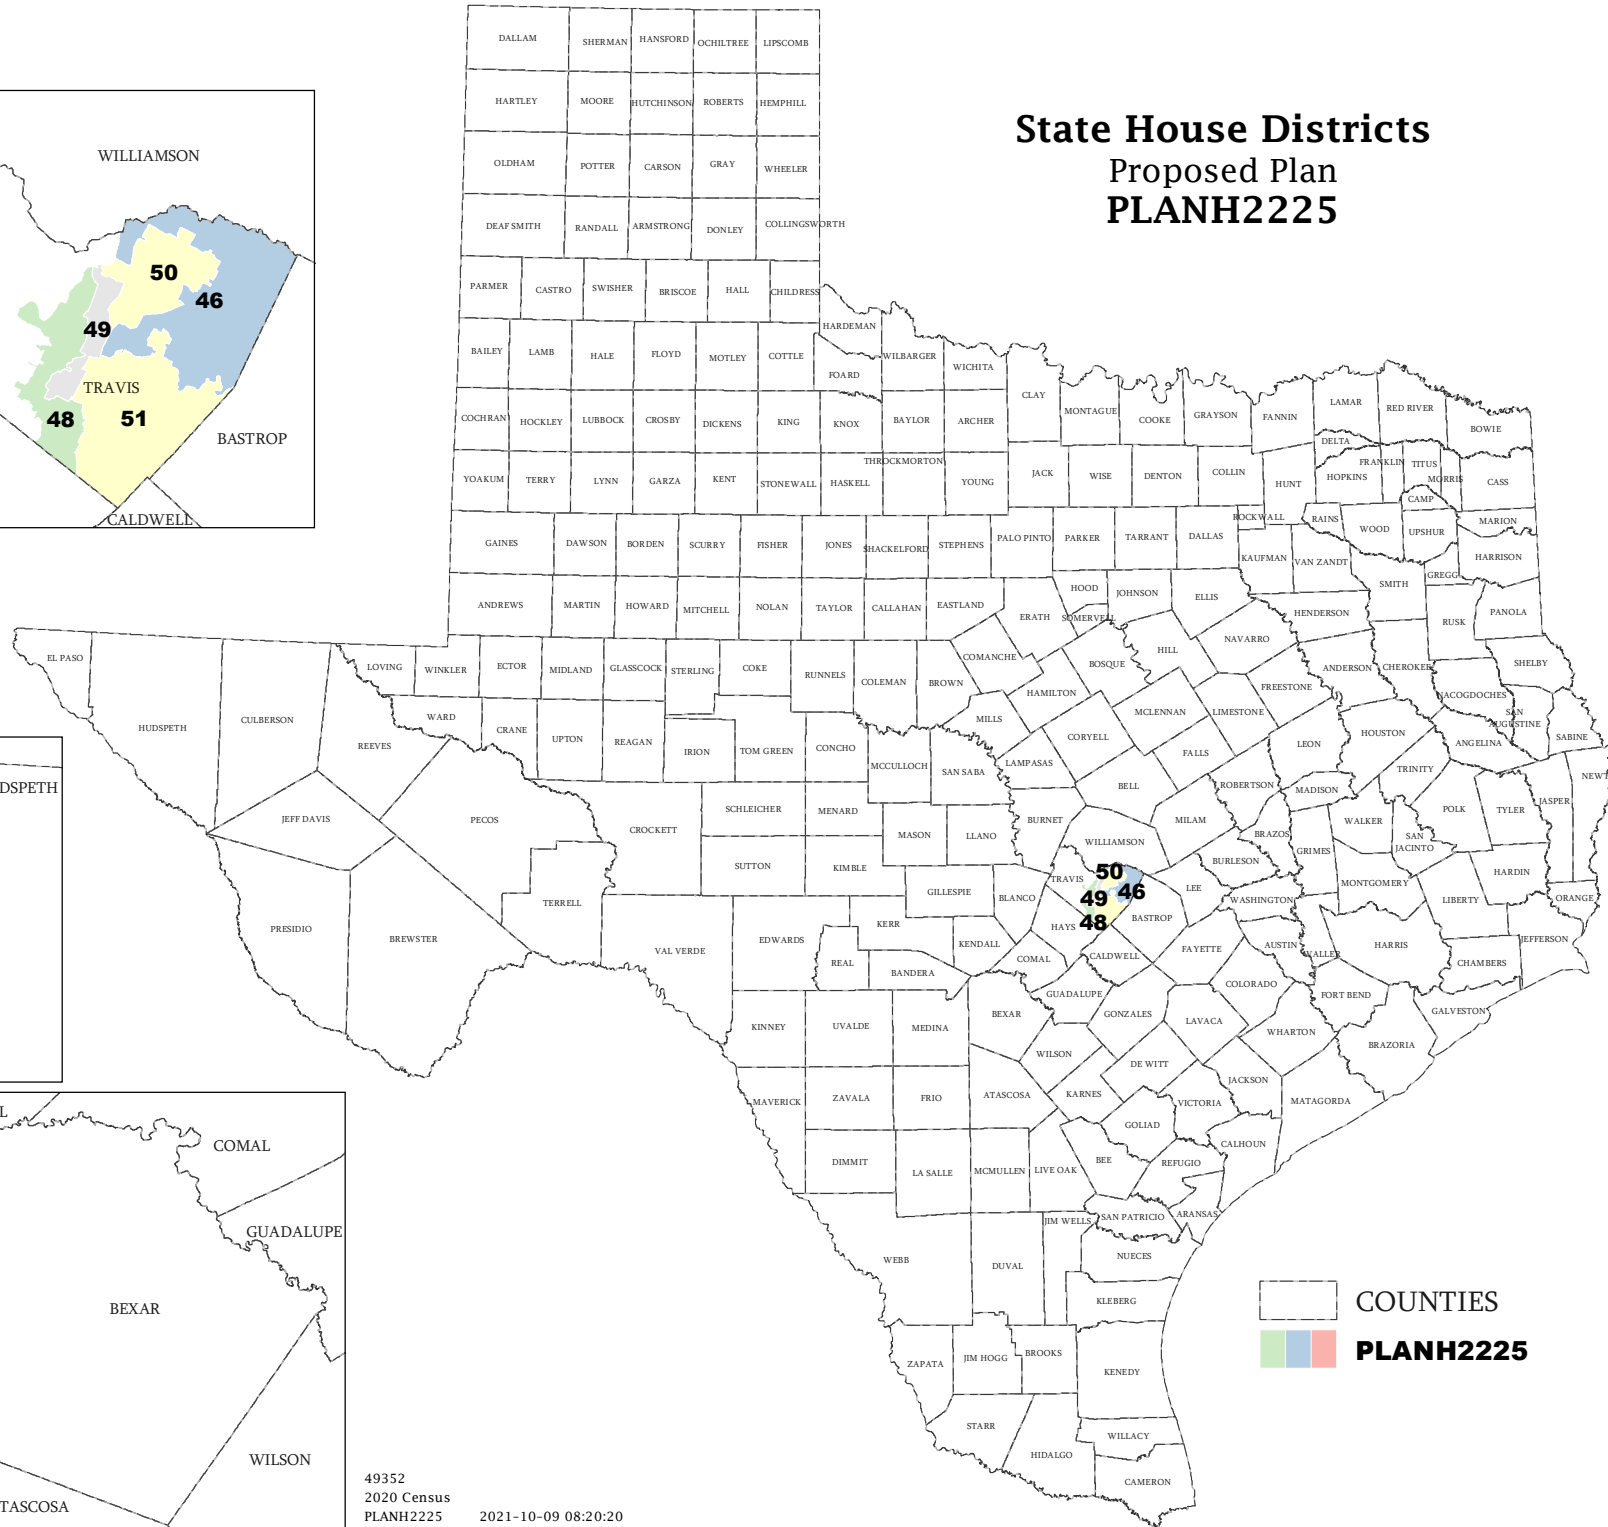 State House Districts
Proposed Plan
PLANH2225
WILLIAMSON
50
46
49
TRAVIS
48
51
BASTROP
CALDWELL
DSPETH
L
COMAL
GUADALUPE
BEXAR
WILSON
TASCOSA
DALLAM
SHERMAN
HANSFORD
OCHILTREE
LIPSCOMB
HARTLEY
MOORE
HUTCHINSON
ROBERTS
HEMPHILL
OLDHAM
POTTER
CARSON
GRAY
WHEELER
DEAF SMITH
RANDALL
ARMSTRONG
DONLEY
COLLINGSWORTH
PARMER
CASTRO
SWISHER
BRISCOE
HALL
CHILDRESS
HARDEMAN
BAILEY
LAMB
HALE
FLOYD
MOTLEY
COTTLE
FOARD
WILBARGER
WICHITA
CLAY
MONTAGUE
COOKE
GRAYSON
FANNIN
LAMAR
RED RIVER
BOWIE
COCHRAN
HOCKLEY
LUBBOCK
CROSBY
DICKENS
KING
KNOX
BAYLOR
ARCHER
DELTA
YOAKUM
TERRY
LYNN
GARZA
KENT
STONEWALL
HASKELL
THROCKMORTON
YOUNG
JACK
WISE
DENTON
COLLIN
HUNT
HOPKINS
FRANKLIN
TITUS
MORRIS
CAMP
CASS
GAINES
DAWSON
BORDEN
SCURRY
FISHER
JONES
SHACKELFORD
STEPHENS
PALO PINTO
PARKER
TARRANT
DALLAS
ROCKWALL
RAINS
WOOD
UPSHUR
MARION
KAUFMAN
VAN ZANDT
HARRISON
SMITH
GREGG
ANDREWS
MARTIN
HOWARD
MITCHELL
NOLAN
TAYLOR
CALLAHAN
EASTLAND
ERATH
HOOD
SOMERVELL
JOHNSON
ELLIS
HENDERSON
RUSK
PANOLA
EL PASO
HUDSPETH
CULBERSON
REEVES
LOVING
WINKLER
ECTOR
MIDLAND
GLASSCOCK
STERLING
COKE
RUNNELS
COLEMAN
BROWN
COMANCHE
HAMILTON
BOSQUE
HILL
NAVARRO
FREESTONE
ANDERSON
CHEROKEE
SHELBY
NACOGDOCHES
SAN
AUGUSTINE
SABINE
WARD
CRANE
UPTON
REAGAN
IRION
TOM GREEN
CONCHO
MCCULLOCH
SAN SABA
MILLS
LAMPASAS
CORYELL
MCLENNAN
LIMESTONE
FALLS
LEON
HOUSTON
ANGELINA
TRINITY
JEFF DAVIS
PECOS
CROCKETT
SCHLEICHER
MENARD
MASON
LLANO
BURNET
BELL
MILAM
ROBERTSON
MADISON
WALKER
POLK
TYLER
JASPER
NEWT
PRESIDIO
BREWSTER
TERRELL
SUTTON
KIMBLE
GILLESPIE
BLANCO
WILLIAMSON
TRAVIS
50
46
49
48
HAYS
BASTROP
LEE
BURLESON
BRAZOS
GRIMES
SAN
JACINTO
HARDIN
WASHINGTON
MONTGOMERY
LIBERTY
ORANGE
VAL VERDE
EDWARDS
KERR
REAL
BANDERA
KENDALL
COMAL
CALDWELL
FAYETTE
AUSTIN
WALLER
HARRIS
CHAMBERS
JEFFERSON
KINNEY
UVALDE
MEDINA
BEXAR
GUADALUPE
GONZALES
LAVACA
COLORADO
FORT BEND
GALVESTON
WHARTON
BRAZORIA
WILSON
DE WITT
MAVERICK
ZAVALA
FRIO
ATASCOSA
KARNES
JACKSON
VICTORIA
MATAGORDA
GOLIAD
CALHOUN
DIMMIT
LA SALLE
MCMULLEN
LIVE OAK
BEE
REFUGIO
SAN PATRICIO
ARANSAS
JIM WELLS
WEBB
DUVAL
NUECES
KLEBERG
ZAPATA
JIM HOGG
BROOKS
KENEDY
STARR
HIDALGO
WILLACY
CAMERON
COUNTIES
PLANH2225
49352
2020 Census
PLANH2225 2021-10-09 08:20:20